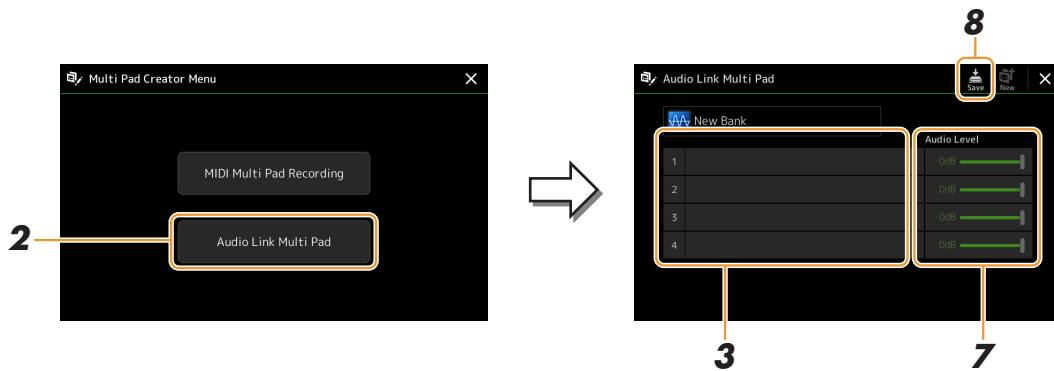 8
Multi Pad Creator Menu
MIDI Multi Pad Recording
2
Audio Link Multi Pad
Audio Link Multi Pad
Save
New
New Bank
Audio Level
1
0dB
2
0dB
3
0dB
4
0dB
3
7